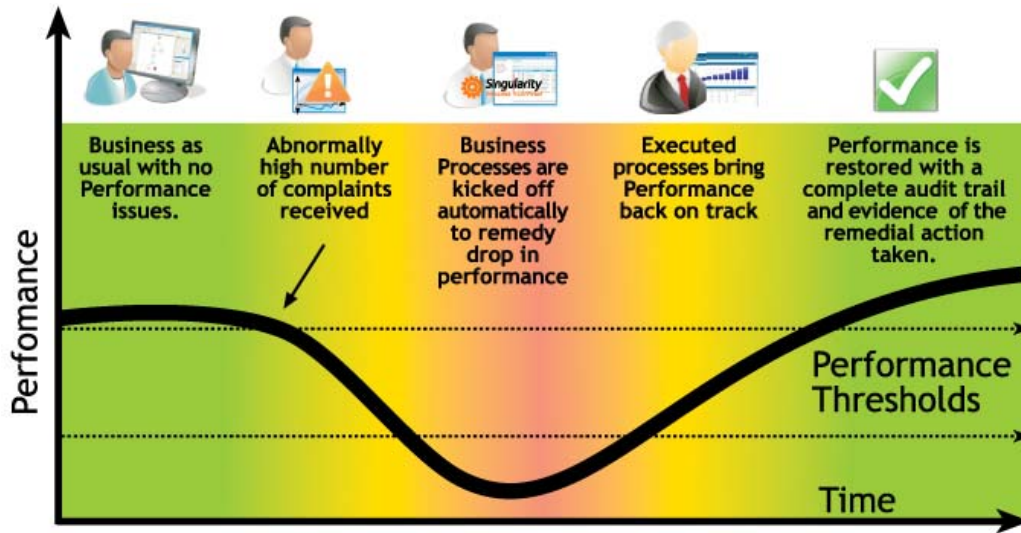 Singularity
Business as
usual with no
Performance
issues.
Abnormally
high number
of complaints
received
Business
Processes are
kicked off
automatically
to remedy
drop in
performance
Executed
processes bring
Performance
back on track
Performance is
restored with a
complete audit trail
and evidence of the
remedial action
taken.
Perfomance
Performance
Thresholds
Time